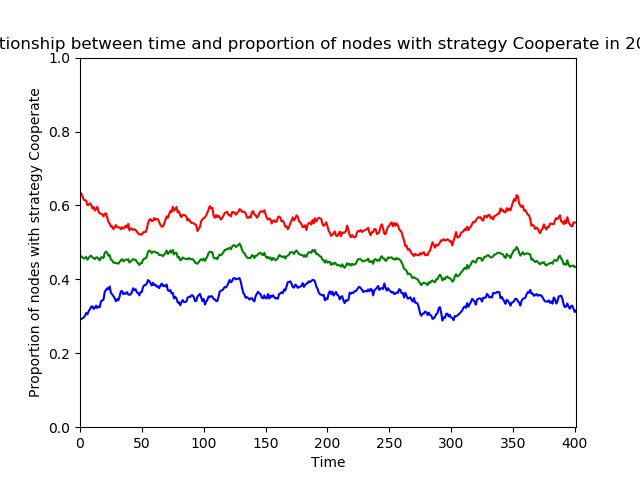 tionship between time and proportion of nodes with strategy Cooperate in 20
1.0
0.8
0.6
0.4
0.2
0.0
Proportion of nodes with strategy Cooperate
0 50 100 150 200 250 300 350 400
Time